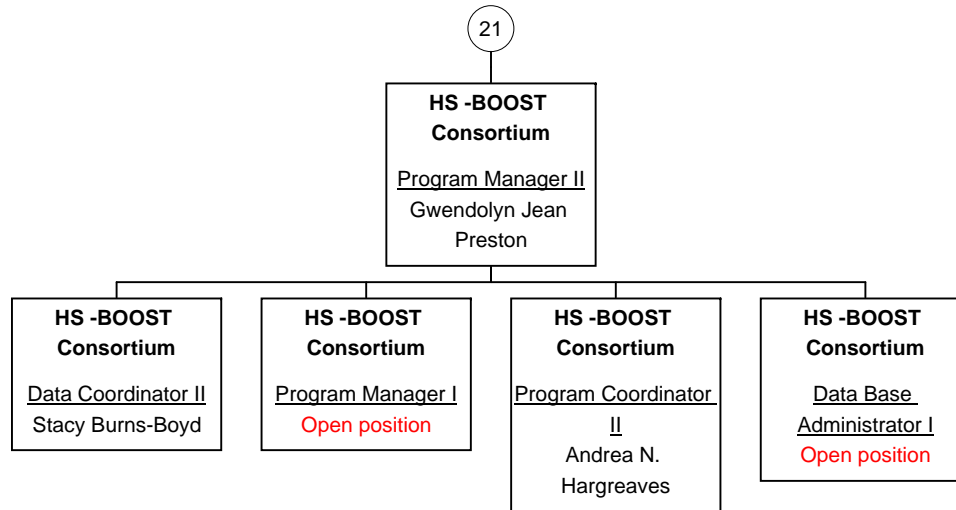 21
HS -BOOST
Consortium
Program Manager II
Gwendolyn Jean
Preston
HS -BOOST
Consortium
Data Coordinator II
Stacy Burns-Boyd
HS -BOOST
Consortium
Program Manager I
Open position
HS -BOOST
Consortium
Program Coordinator
II
Andrea N.
Hargreaves
HS -BOOST
Consortium
Data Base
Administrator I
Open position